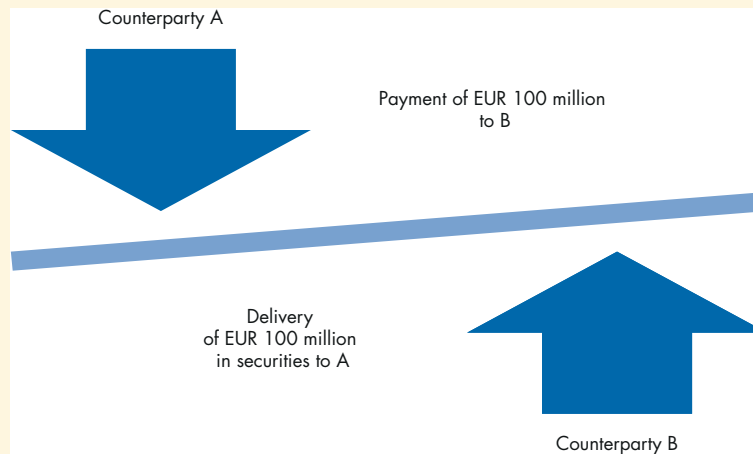 Counterparty A
Payment of EUR 100 million
to B
Delivery
of EUR 100 million
in securities to A
Counterparty B